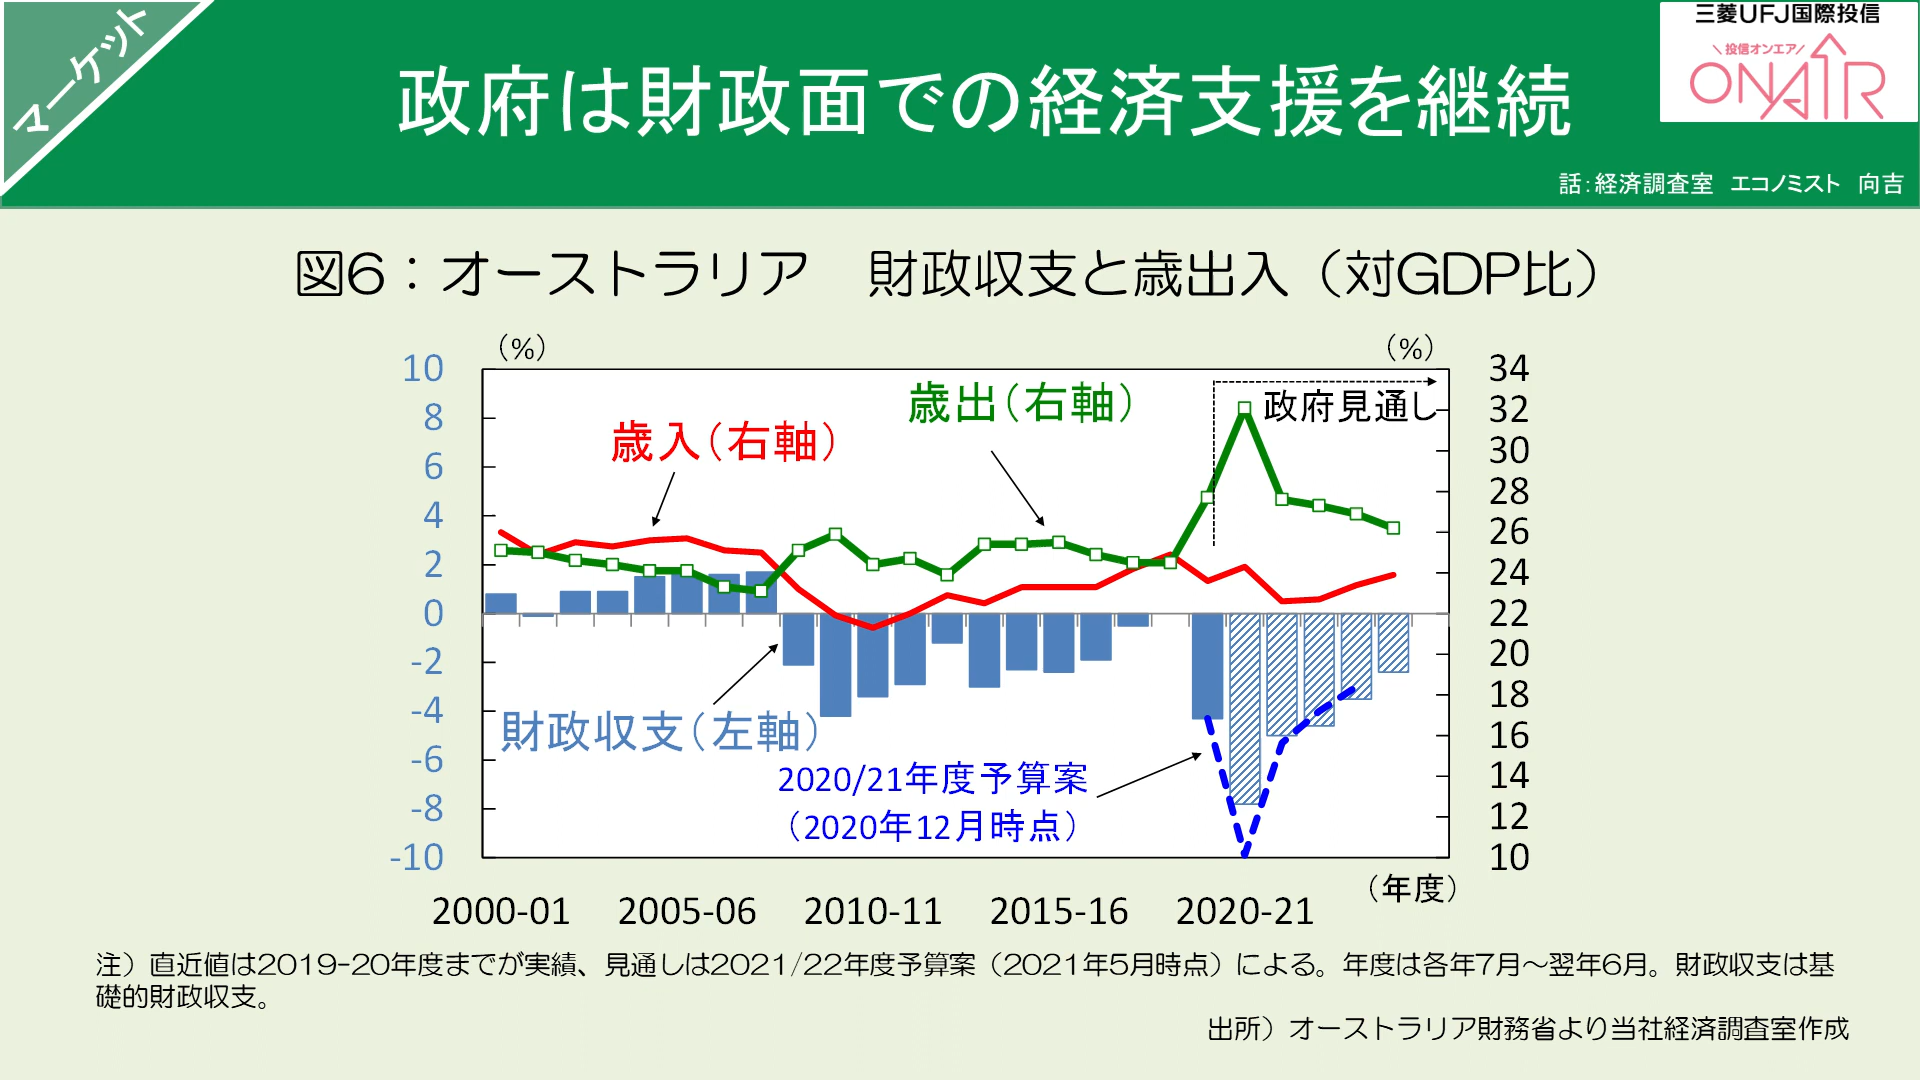 マーケット
三菱UFJ国際投信
＼投信オンエア／
ONAIR
政府は財政面での経済支援を継続
話：経済調査室　エコノミスト　向吉
図6：オーストラリア　財政収支と歳出入（対GDP比）
（%）
（%）
10
8
6
4
2
0
-2
-4
-6
-8
-10
34
32
30
28
26
24
22
20
18
16
14
12
10
歳入（右軸）
歳出（右軸）
政府見通し
財政収支（左軸）
2020/21年度予算案
（2020年12月時点）
（年度）
2000-01
2005-06
2010-11
2015-16
2020-21
注）直近値は2019-20年度までが実績、見通しは2021/22年度予算案（2021年5月時点）による。年度は各年7月～翌年6月。財政収支は基
礎的財政収支。
出所）オーストラリア財務省より当社経済調査室作成